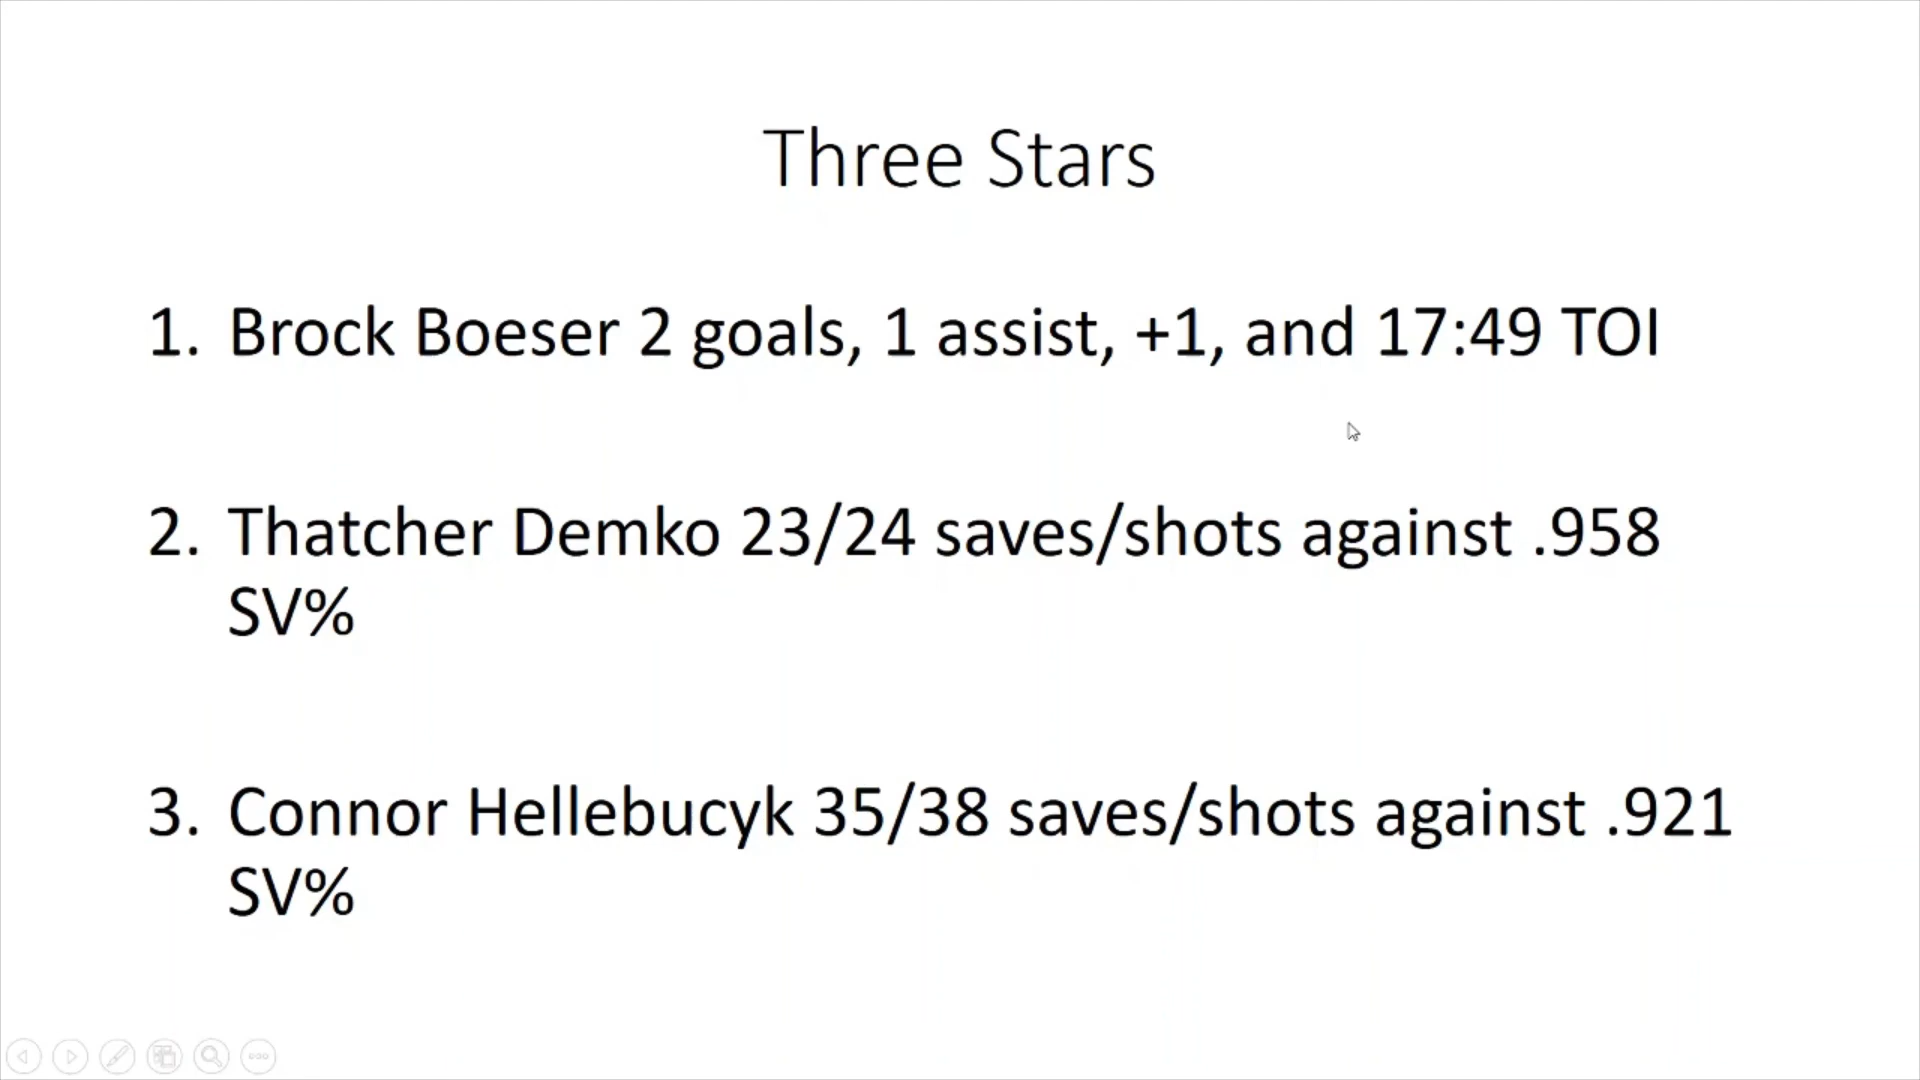 Three Stars
1. Brock Boeser 2 goals, 1 assist, +1, and 17:49 TOI
2. Thatcher Demko 23/24 saves/shots against .958
SV%
3. Connor Hellebucyk 35/38 saves/shots against .921
SV%